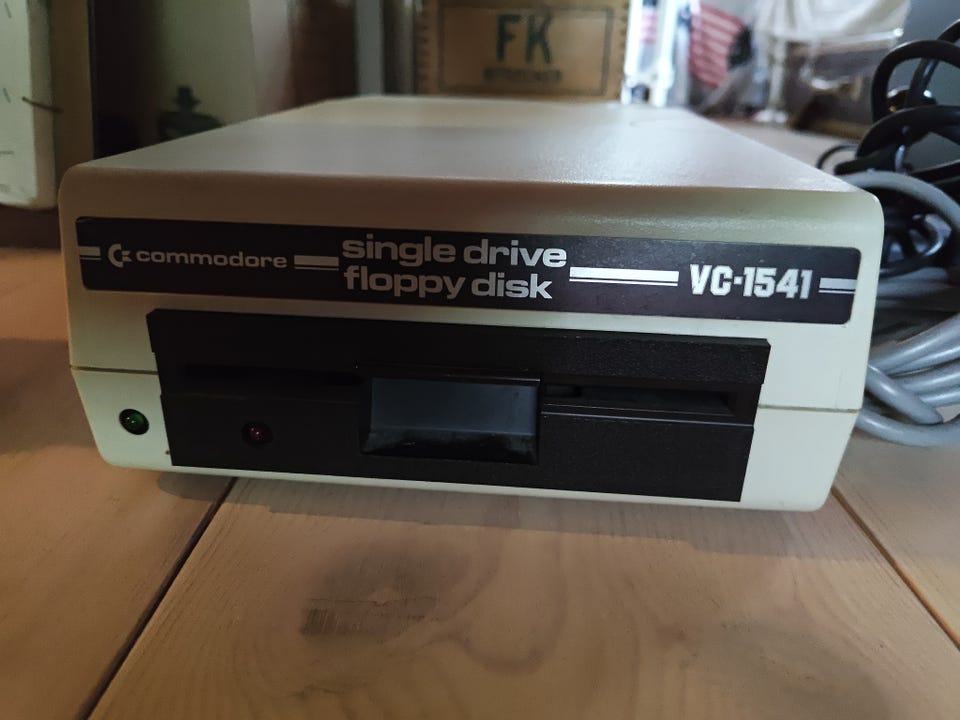 FK
commodore
single drive
floppy disk
VC-1541